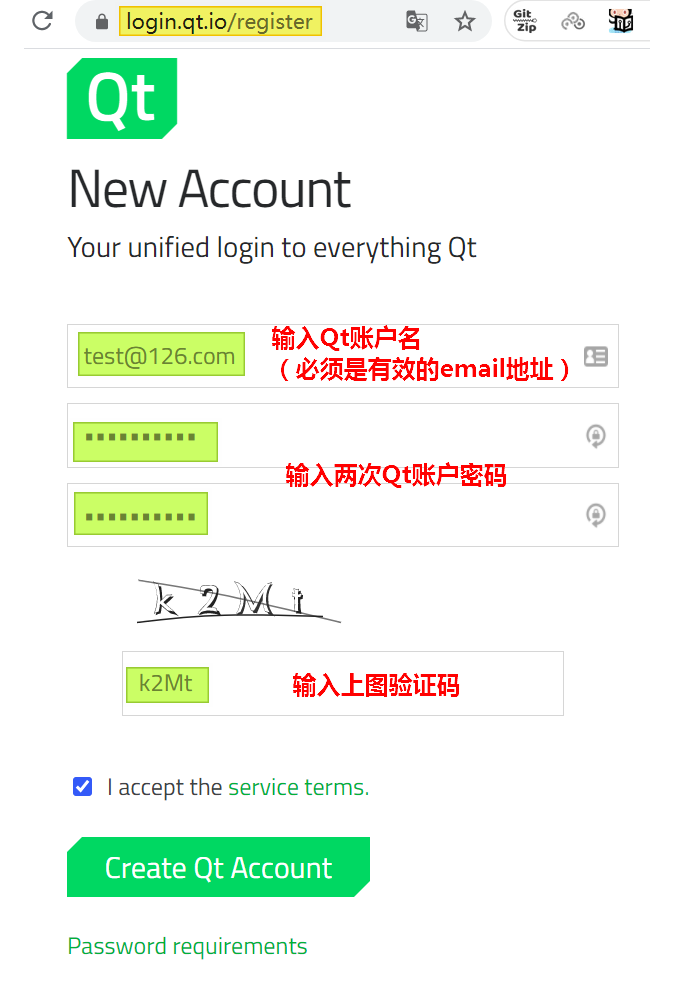 login.qt.io/register
Git
Zip
Qt
New Account
Your unified login to everything Qt
test@126.com
输入Qt账户名
（必须是有效的email地址）
输入两次Qt账户密码
k2Mt
k2Mt
输入上图验证码
I accept the service terms.
Create Qt Account
Password requirements